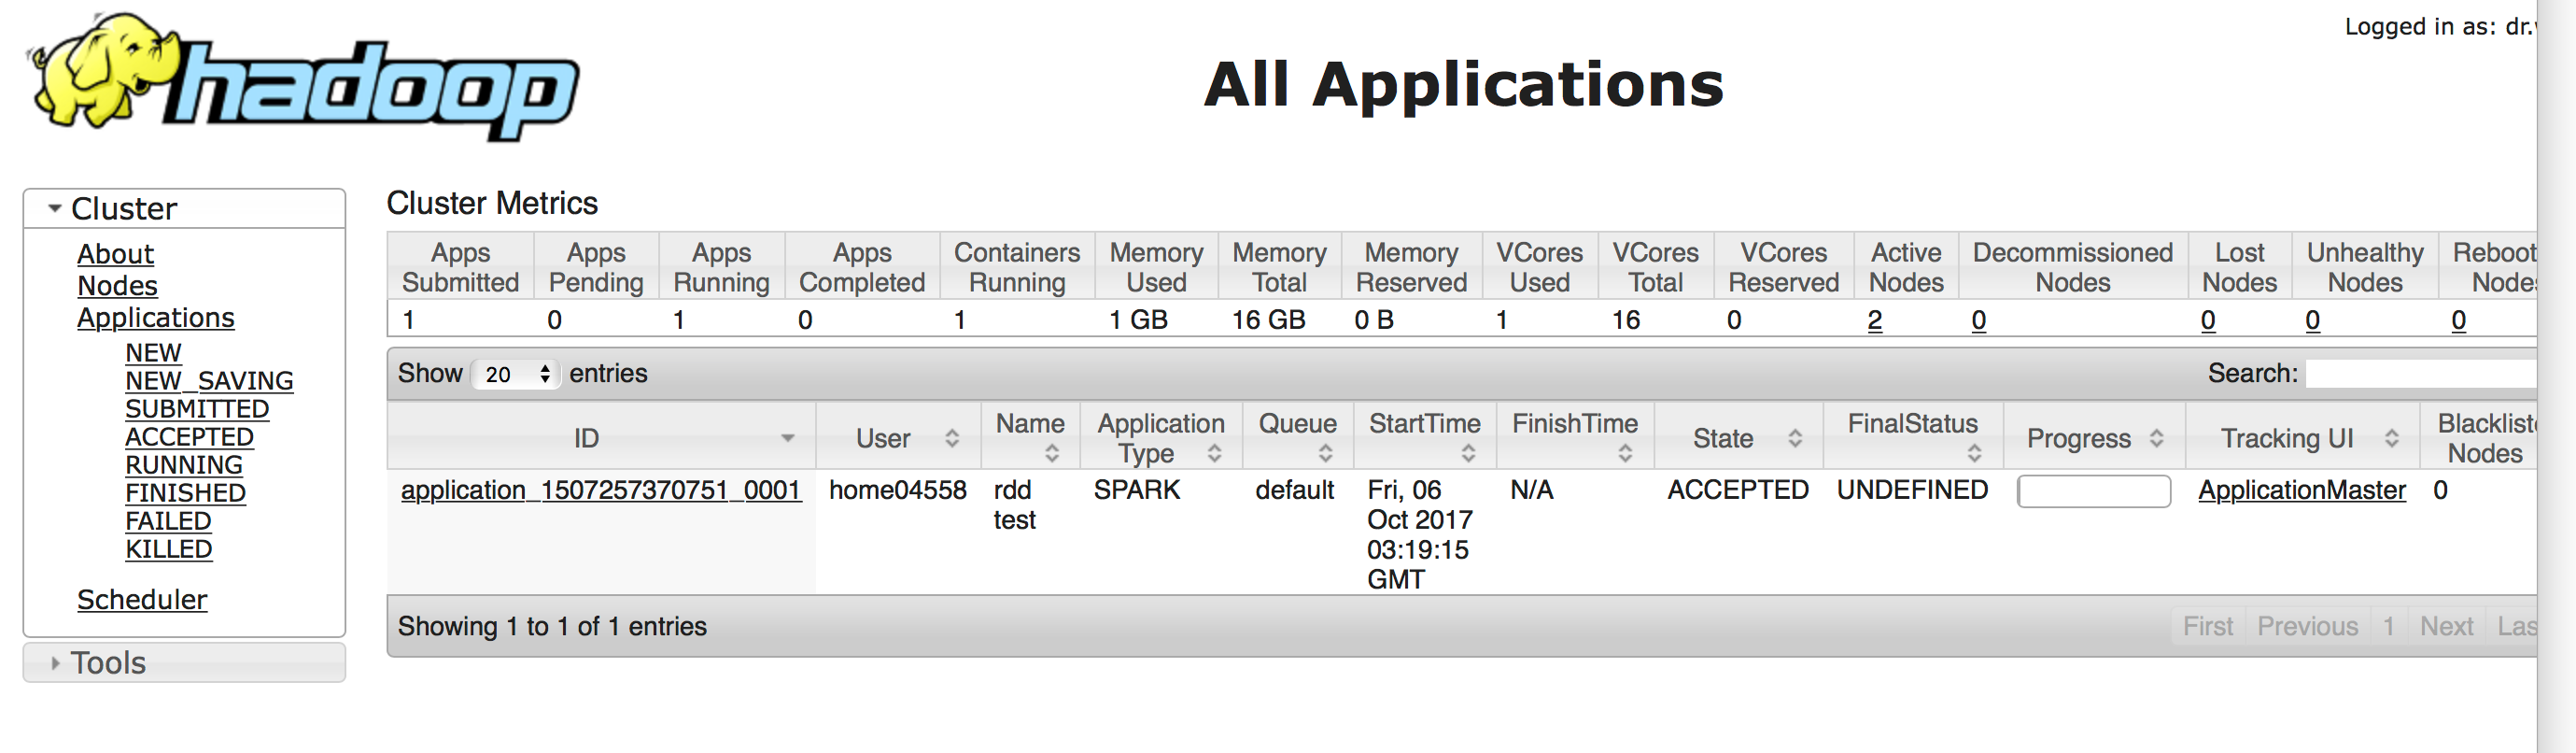 hadoop
Logged in as: dr.
All Applications
Cluster
About
Nodes
Applications
NEW
NEW_SAVING
SUBMITTED
ACCEPTED
RUNNING
FINISHED
FAILED
KILLED
Scheduler
Tools
Cluster Metrics
Apps Submitted Apps Pending Apps Running Apps Completed Containers Running Memory Used Memory Total Memory Reserved VCores Used VCores Total VCores Reserved Active Nodes Decommissioned Nodes Lost Nodes Unhealthy Nodes Reboot Node
1 0 1 0 1 1 GB 16 GB 0 B 1 16 0 2 0 0 0 0
Show 20 entries Search:
ID User Name Application Type Queue StartTime FinishTime State FinalStatus Progress Tracking UI Blackliste Nodes
application_1507257370751_0001 home04558 rdd test SPARK default Fri, 06 Oct 2017 03:19:15 GMT N/A ACCEPTED UNDEFINED ApplicationMaster 0
Showing 1 to 1 of 1 entries First Previous 1 Next Las